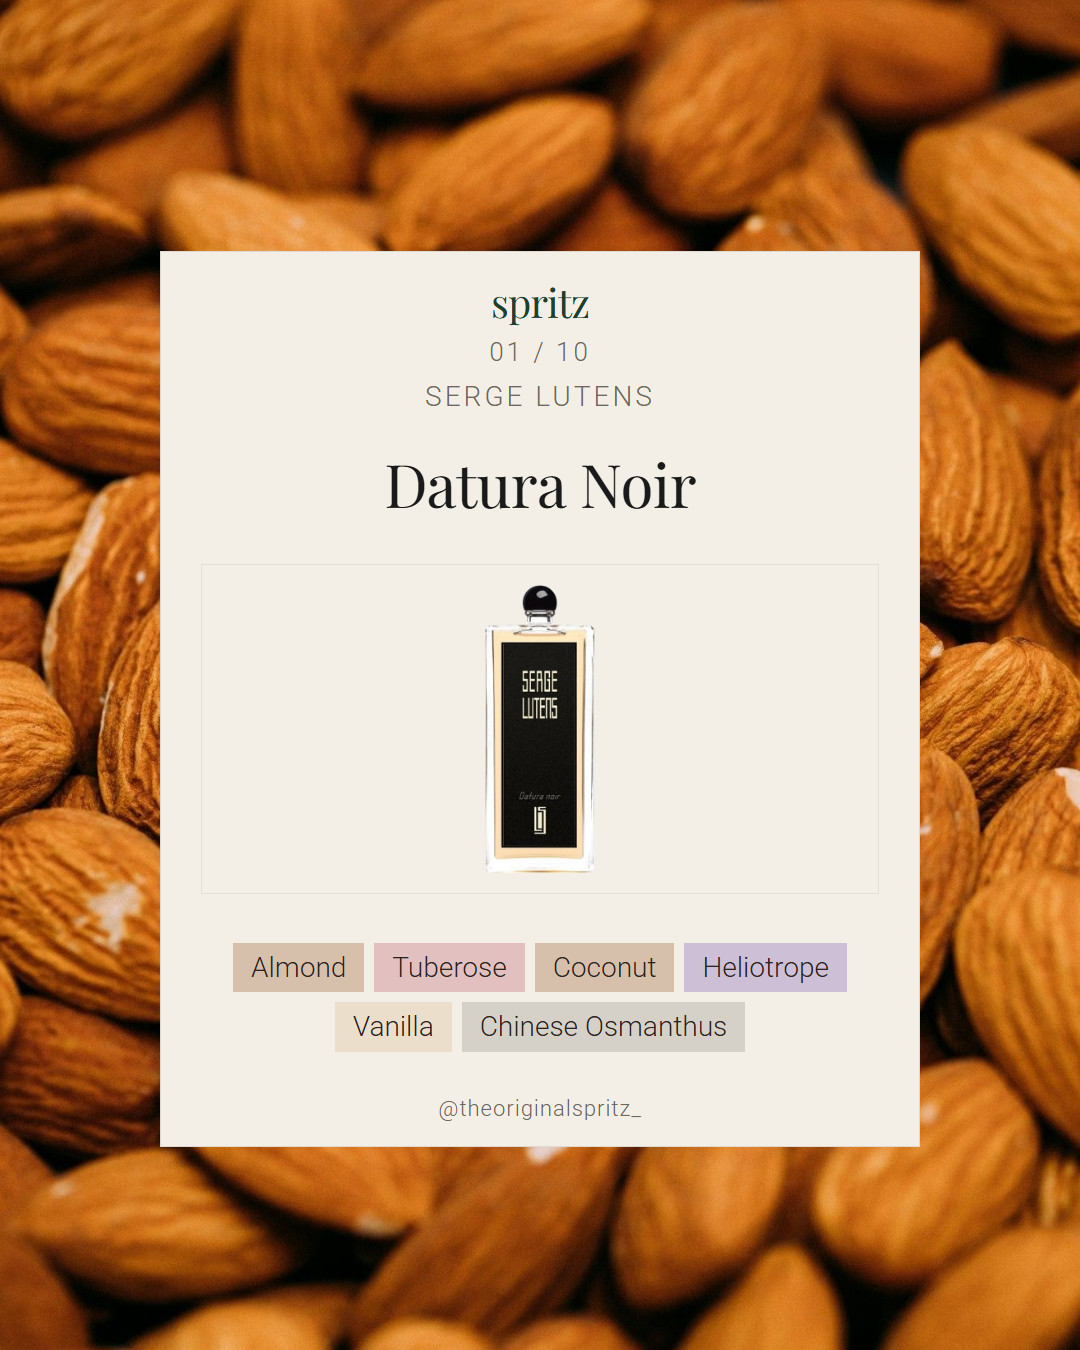 spritz
01 / 10
SERGE LUTENS
Datura Noir
SERGE
LUTENS
Datura noir
Almond Tuberose Coconut Heliotrope
Vanilla Chinese Osmanthus
@theoriginalspritz_